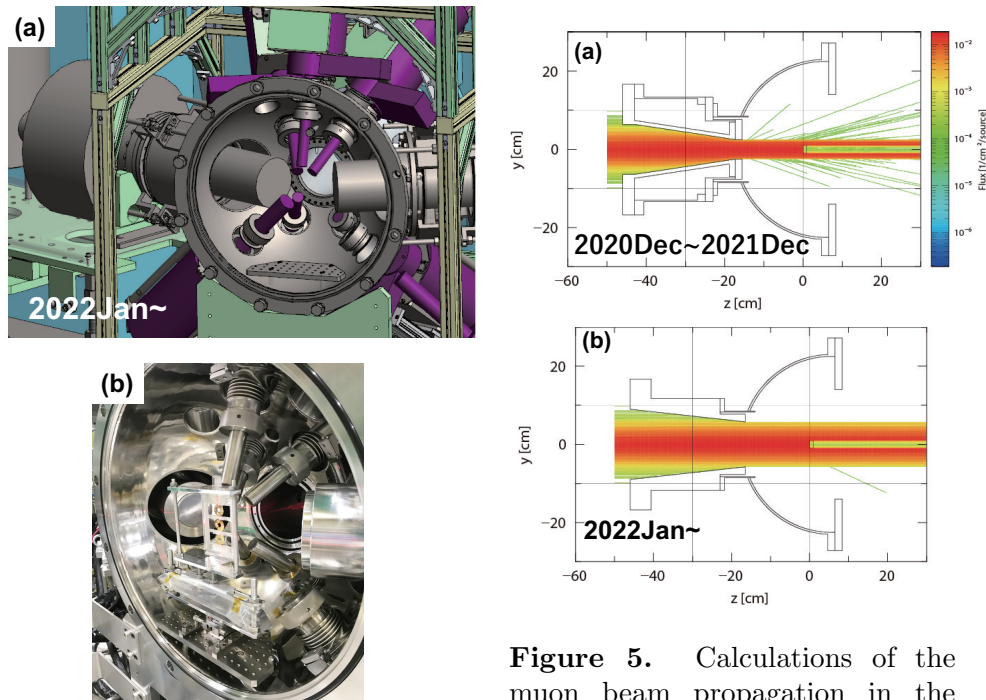 (a)
2022Jan~
(b)
(a)
20
0
−20
y [cm]
2020Dec~2021Dec
−60
−40
−20
0
20
z [cm]
10⁻²
10⁻³
10⁻⁴
10⁻⁵
10⁻⁶
Flux [1/cm²/source]
(b)
20
0
−20
y [cm]
2022Jan~
−60
−40
−20
0
20
z [cm]
Figure 5. Calculations of the
muon beam propagation in the